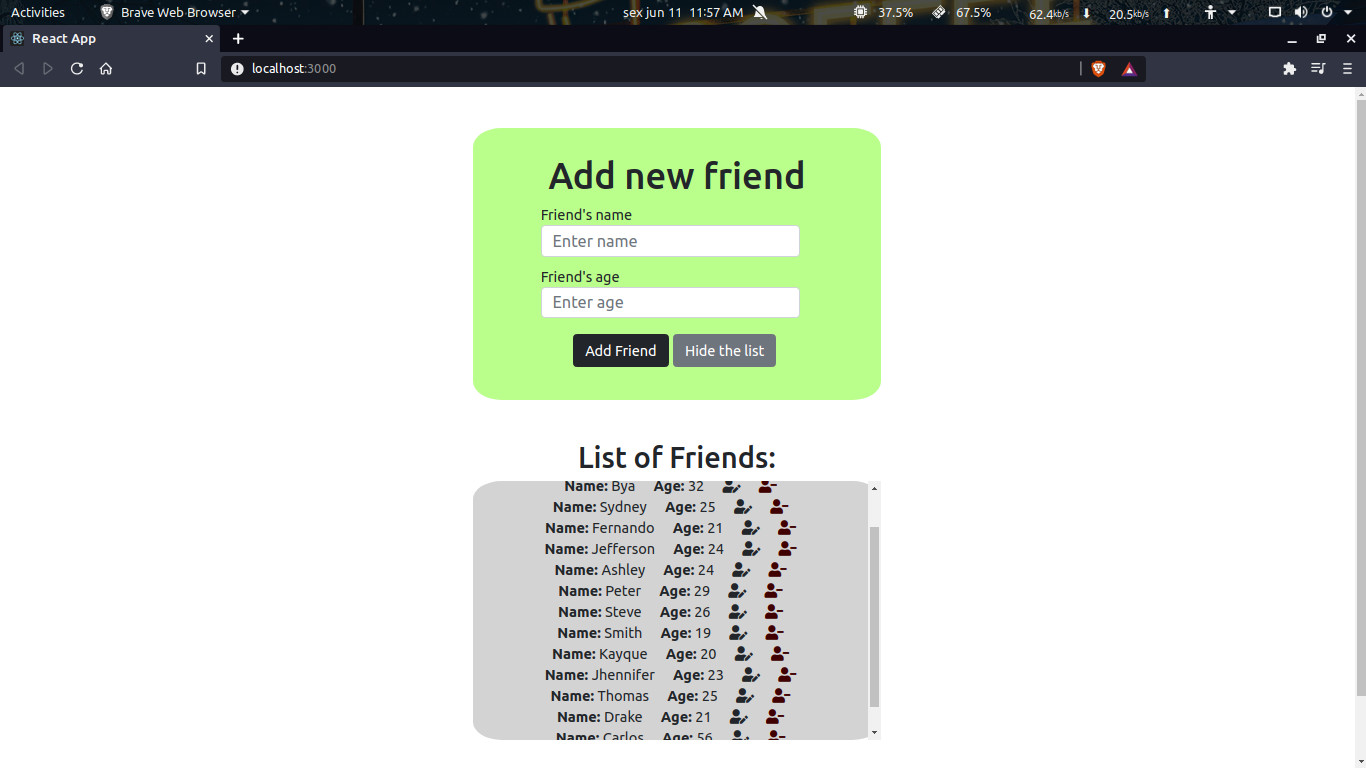 Activities Brave Web Browser sex jun 11 11:57 AM 37.5% 67.5% 62.4kb/s 20.5kb/s
React App
localhost:3000
Add new friend
Friend's name
Enter name
Friend's age
Enter age
Add Friend Hide the list
List of Friends:
Name: Bya Age: 32
Name: Sydney Age: 25
Name: Fernando Age: 21
Name: Jefferson Age: 24
Name: Ashley Age: 24
Name: Peter Age: 29
Name: Steve Age: 26
Name: Smith Age: 19
Name: Kayque Age: 20
Name: Jhennifer Age: 23
Name: Thomas Age: 25
Name: Drake Age: 21
Name: Carlos Age: 56